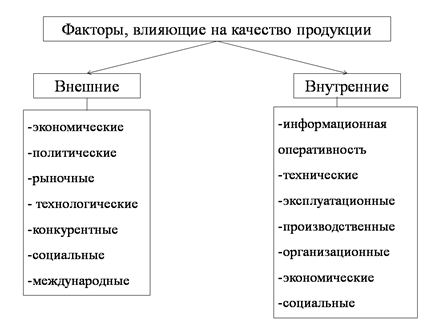 Факторы, влияющие на качество продукции
Внешние
-экономические
-политические
-рыночные
- технологические
-конкурентные
-социальные
-международные
Внутренние
-информационная
оперативность
-технические
-эксплуатационные
-производственные
-организационные
-экономические
-социальные